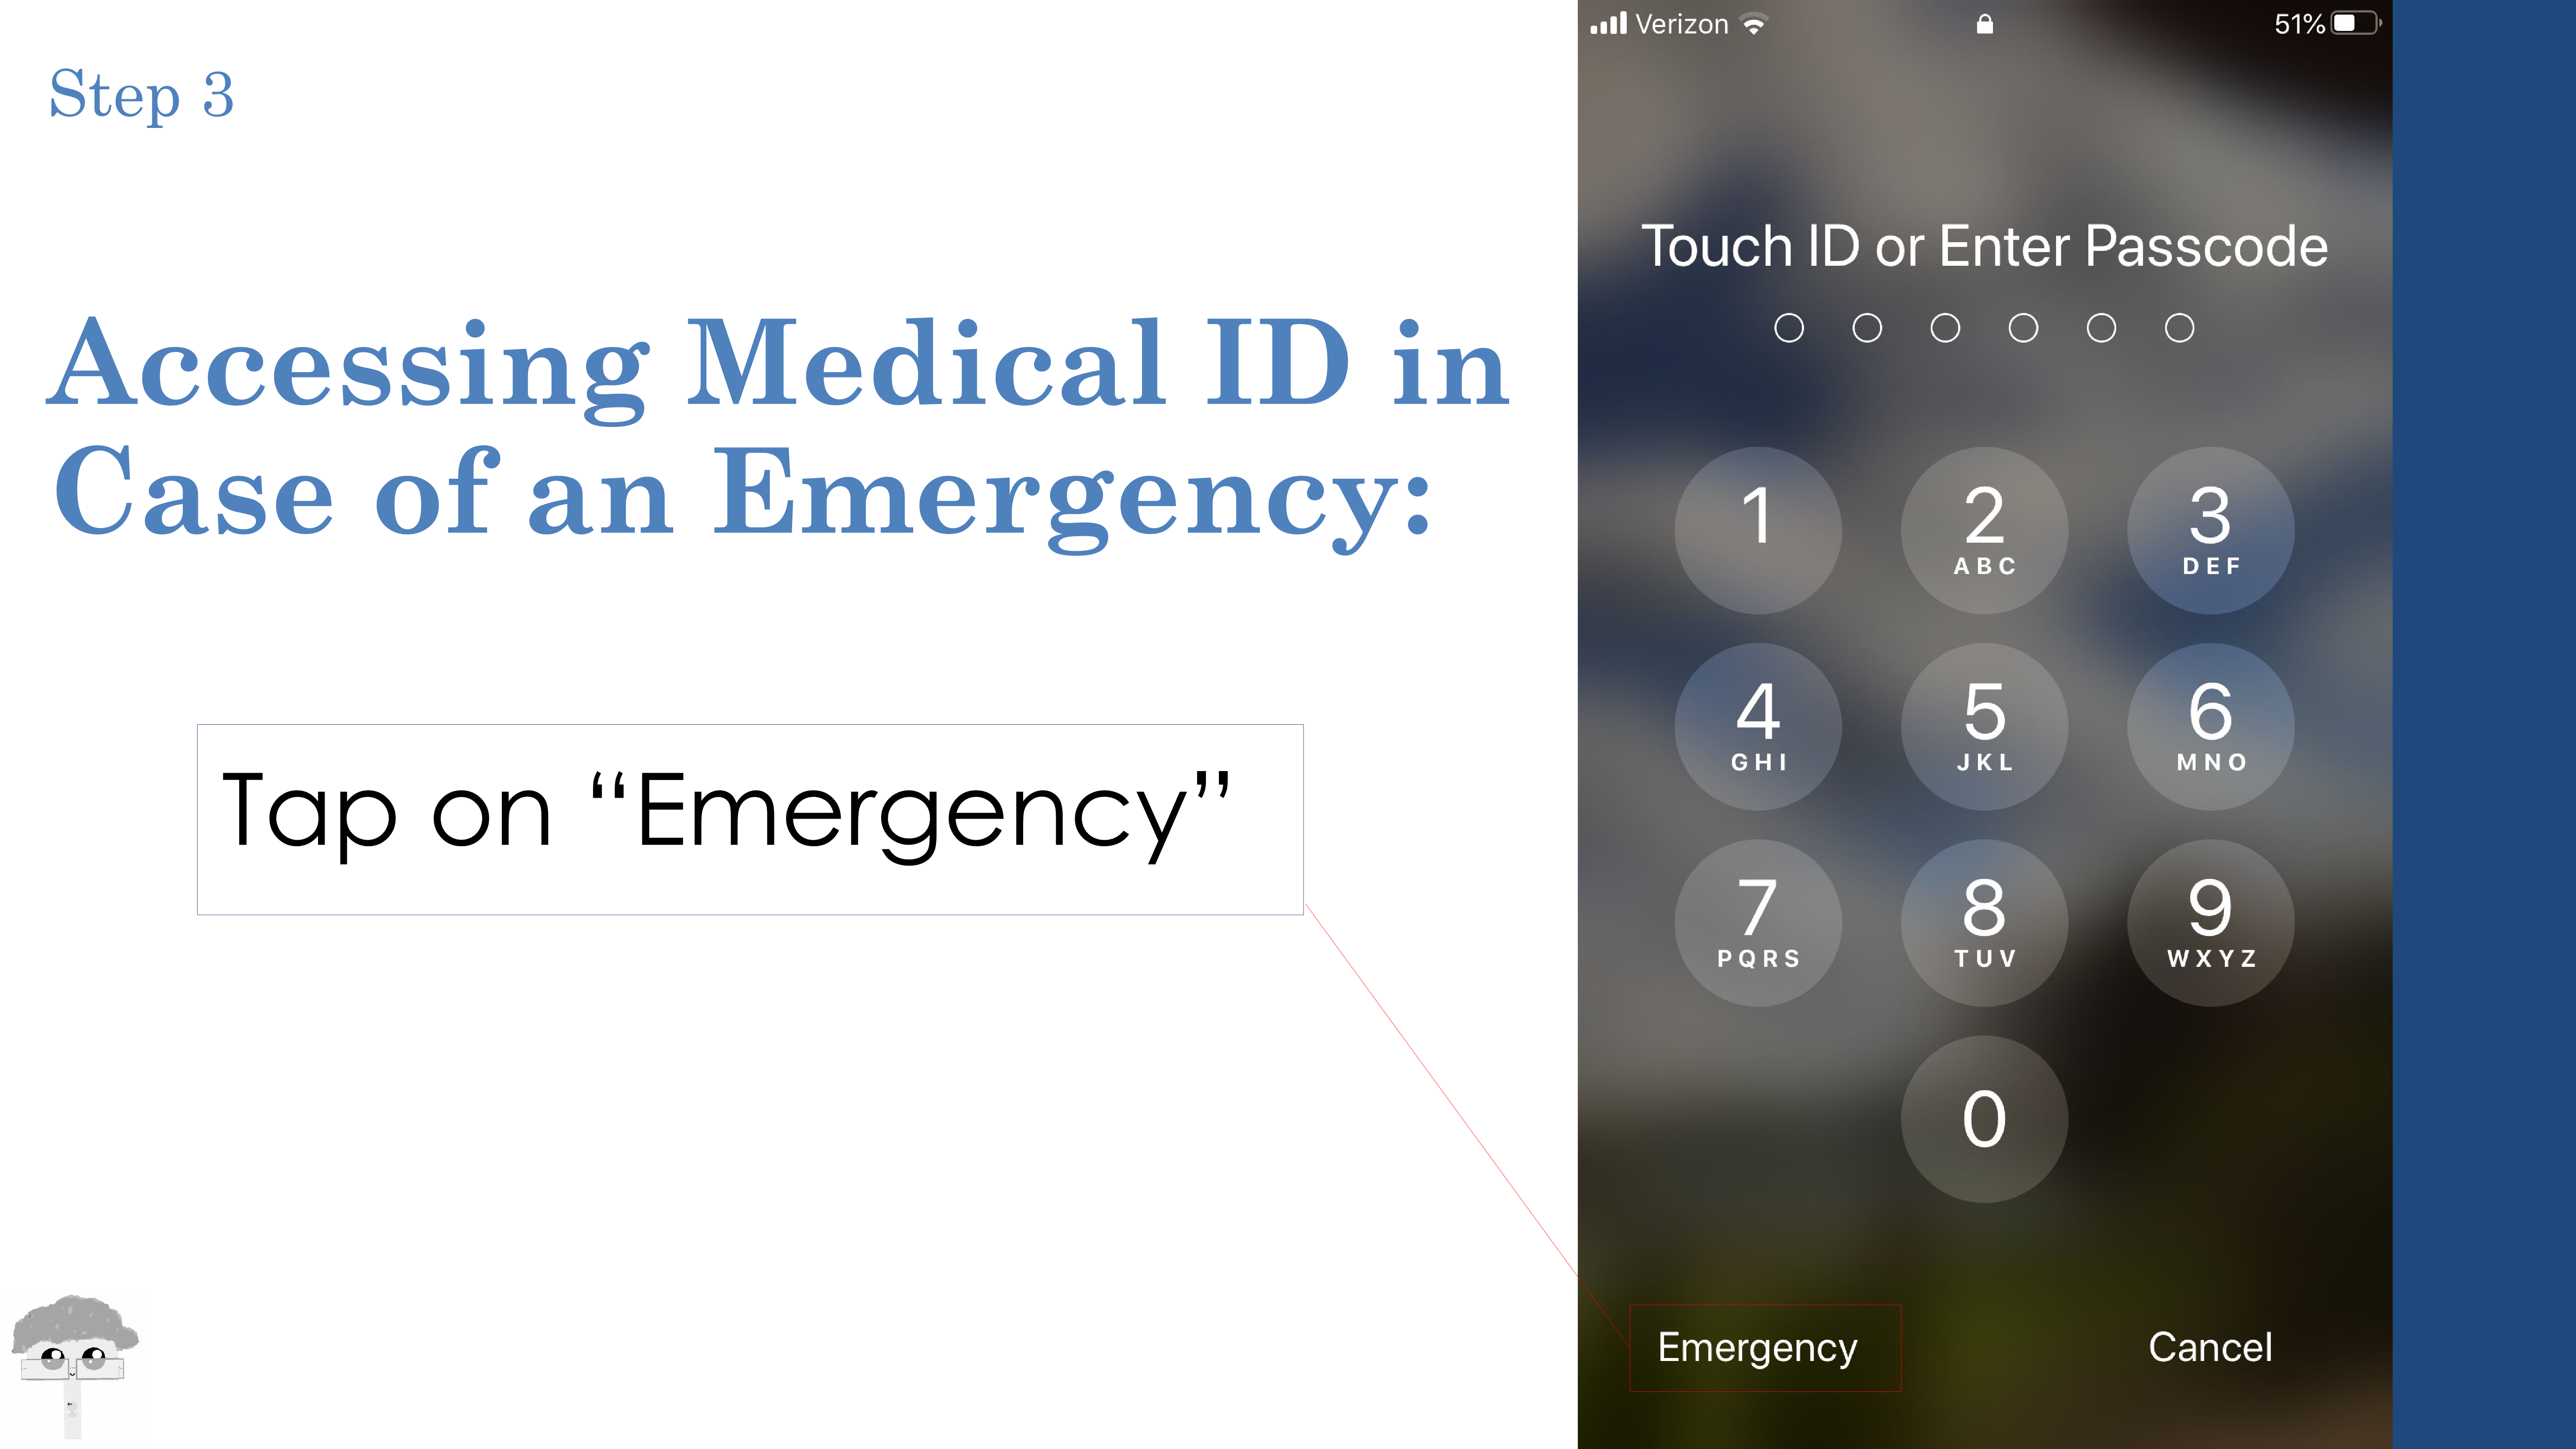 Step 3
Accessing Medical ID in
Case of an Emergency:
Tap on “Emergency”
Verizon 51%
Touch ID or Enter Passcode
1 2 3
ABC DEF
4 5 6
GHI JKL MNO
7 8 9
PQRS TUV WXYZ
0
Emergency Cancel